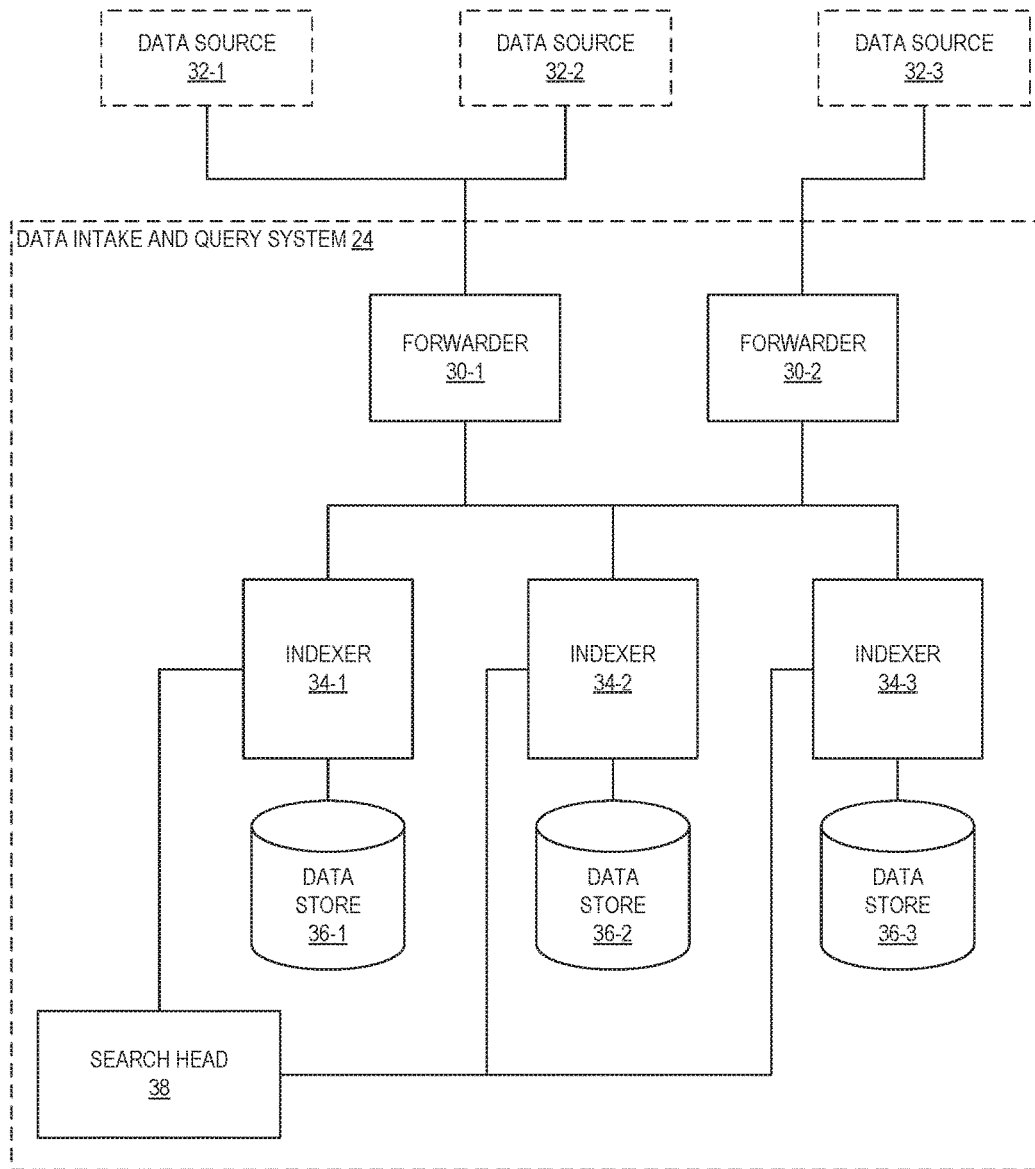 DATA SOURCE
32-1
DATA SOURCE
32-2
DATA SOURCE
32-3
DATA INTAKE AND QUERY SYSTEM 24
FORWARDER
30-1
FORWARDER
30-2
INDEXER
34-1
INDEXER
34-2
INDEXER
34-3
DATA
STORE
36-1
DATA
STORE
36-2
DATA
STORE
36-3
SEARCH HEAD
38